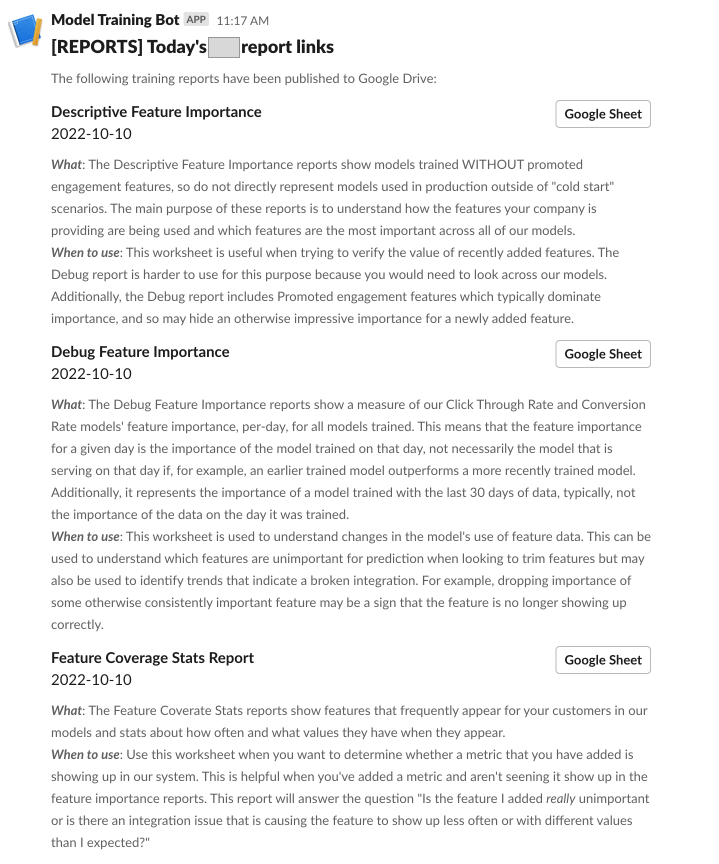 Model Training Bot APP 11:17 AM
[REPORTS] Today's report links
The following training reports have been published to Google Drive:
Descriptive Feature Importance
Google Sheet
2022-10-10
What: The Descriptive Feature Importance reports show models trained WITHOUT promoted
engagement features, so do not directly represent models used in production outside of "cold start"
scenarios. The main purpose of these reports is to understand how the features your company is
providing are being used and which features are the most important across all of our models.
When to use: This worksheet is useful when trying to verify the value of recently added features. The
Debug report is harder to use for this purpose because you would need to look across our models.
Additionally, the Debug report includes Promoted engagement features which typically dominate
importance, and so may hide an otherwise impressive importance for a newly added feature.
Debug Feature Importance
Google Sheet
2022-10-10
What: The Debug Feature Importance reports show a measure of our Click Through Rate and Conversion
Rate models' feature importance, per-day, for all models trained. This means that the feature importance
for a given day is the importance of the model trained on that day, not necessarily the model that is
serving on that day if, for example, an earlier trained model outperforms a more recently trained model.
Additionally, it represents the importance of a model trained with the last 30 days of data, typically, not
the importance of the data on the day it was trained.
When to use: This worksheet is used to understand changes in the model's use of feature data. This can be
used to understand which features are unimportant for prediction when looking to trim features but may
also be used to identify trends that indicate a broken integration. For example, dropping importance of
some otherwise consistently important feature may be a sign that the feature is no longer showing up
correctly.
Feature Coverage Stats Report
Google Sheet
2022-10-10
What: The Feature Coverate Stats reports show features that frequently appear for your customers in our
models and stats about how often and what values they have when they appear.
When to use: Use this worksheet when you want to determine whether a metric that you have added is
showing up in our system. This is helpful when you've added a metric and aren't seening it show up in the
feature importance reports. This report will answer the question "Is the feature I added really unimportant
or is there an integration issue that is causing the feature to show up less often or with different values
than I expected?"